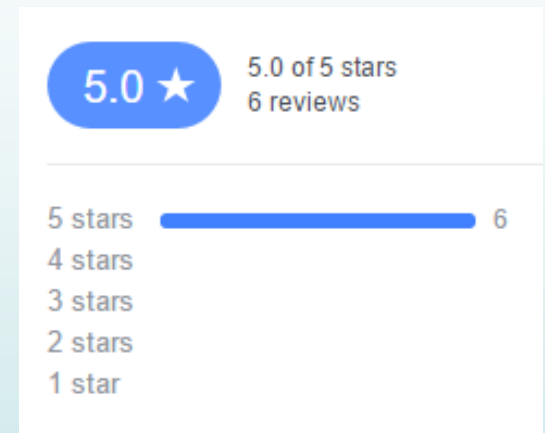 5.0 ★
5.0 of 5 stars
6 reviews
5 stars 6
4 stars
3 stars
2 stars
1 star